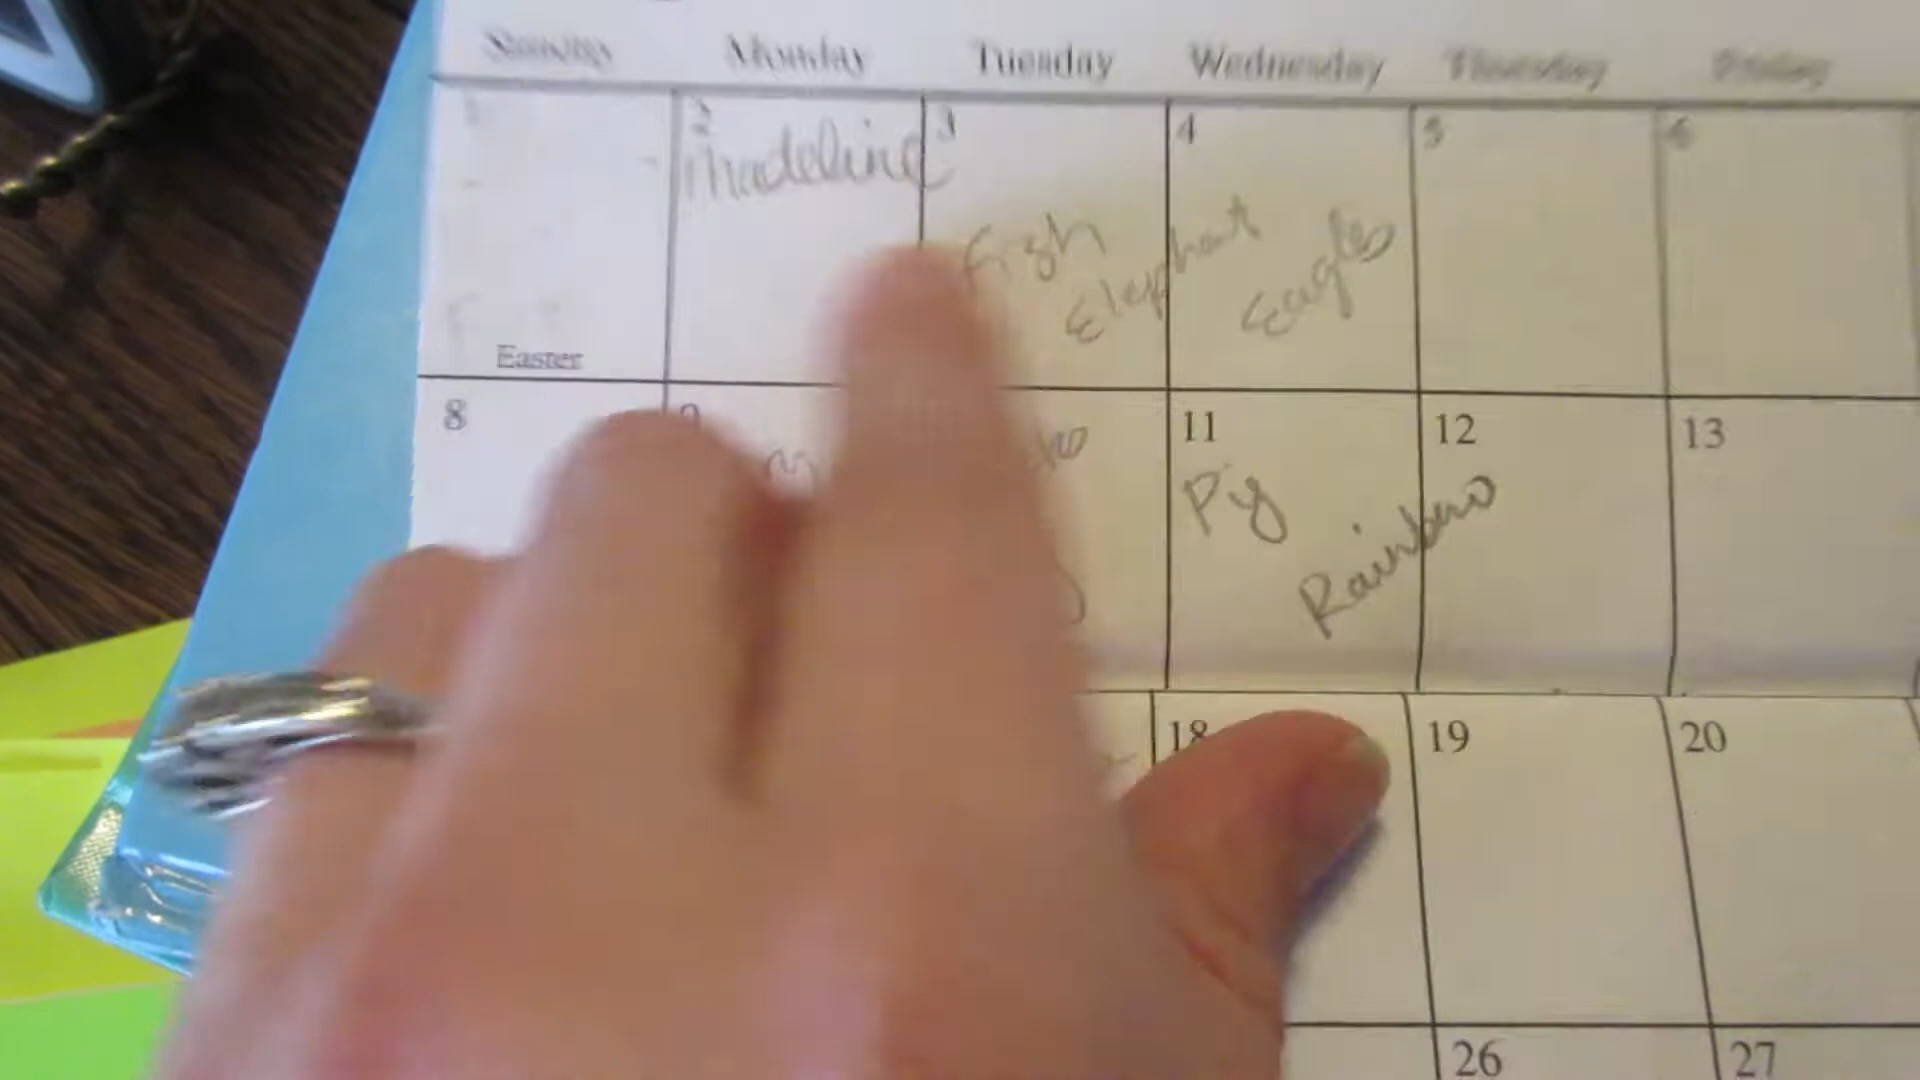 Sunday Monday Tuesday Wednesday Thursday Friday
2 3 4 5 6
Madeline
Fish
Elephant
Eagles
Easter
8 9 11 12 13
Pig
Rainbow
18 19 20
26 27